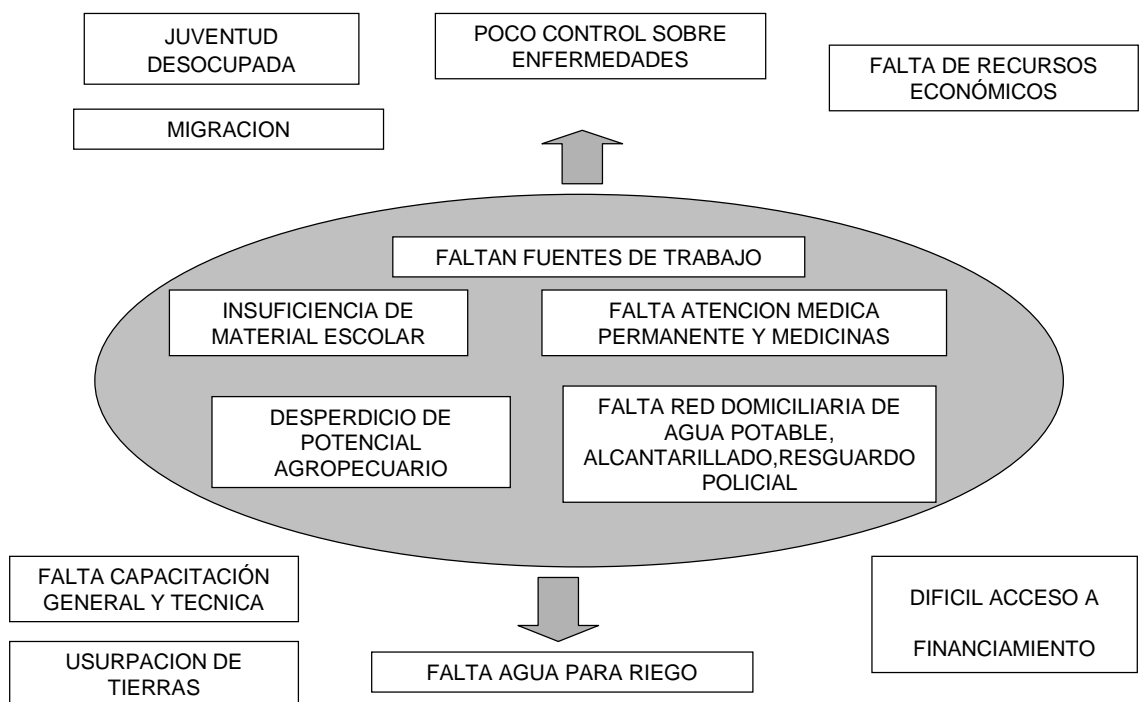 JUVENTUD
DESOCUPADA
POCO CONTROL SOBRE
ENFERMEDADES
FALTA DE RECURSOS
ECONÓMICOS
MIGRACION
FALTAN FUENTES DE TRABAJO
INSUFICIENCIA DE
MATERIAL ESCOLAR
FALTA ATENCION MEDICA
PERMANENTE Y MEDICINAS
DESPERDICIO DE
POTENCIAL
AGROPECUARIO
FALTA RED DOMICILIARIA DE
AGUA POTABLE,
ALCANTARILLADO,RESGUARDO
POLICIAL
FALTA CAPACITACIÓN
GENERAL Y TECNICA
DIFICIL ACCESO A
FINANCIAMIENTO
USURPACION DE
TIERRAS
FALTA AGUA PARA RIEGO